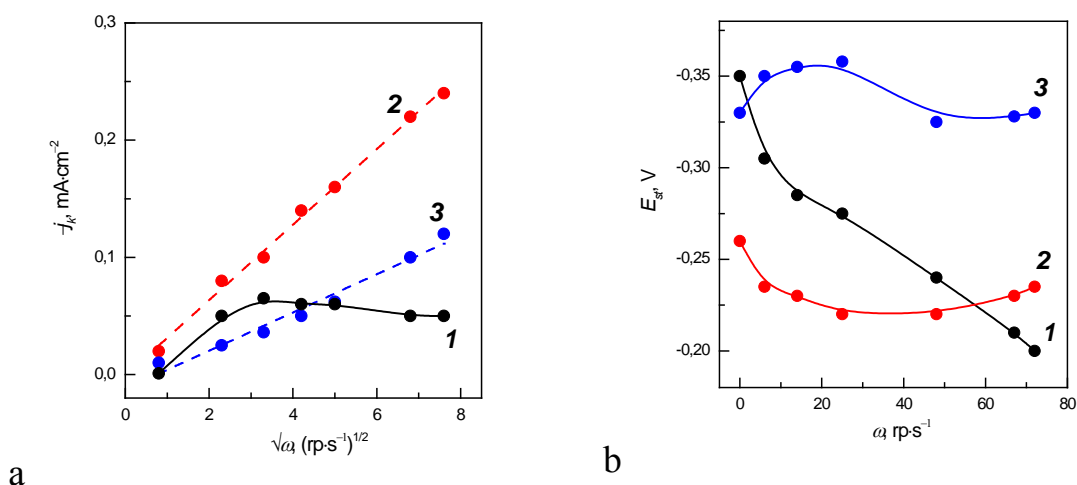 0,3
0,2
0,1
0,0
–jₖ, mA·cm⁻²
2
3
1
0 2 4 6 8
√ω, (rp·s⁻¹)¹/²
a
-0,35
-0,30
-0,25
-0,20
Eₛₜ, V
3
2
1
0 20 40 60 80
ω, rp·s⁻¹
b